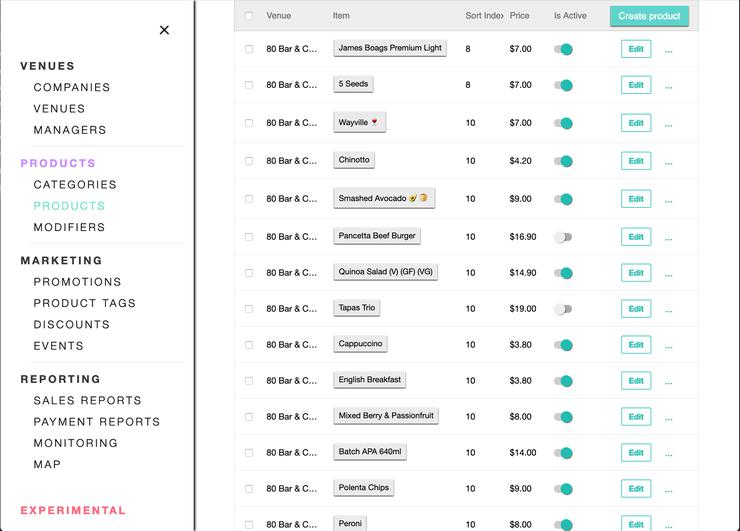 ×
VENUES
COMPANIES
VENUES
MANAGERS
PRODUCTS
CATEGORIES
PRODUCTS
MODIFIERS
MARKETING
PROMOTIONS
PRODUCT TAGS
DISCOUNTS
EVENTS
REPORTING
SALES REPORTS
PAYMENT REPORTS
MONITORING
MAP
EXPERIMENTAL
Venue Item Sort Index Price Is Active Create product
80 Bar & C... James Boags Premium Light 8 $7.00 Edit ...
80 Bar & C... 5 Seeds 8 $7.00 Edit ...
80 Bar & C... Wayville 🍷 10 $7.00 Edit ...
80 Bar & C... Chinotto 10 $4.20 Edit ...
80 Bar & C... Smashed Avocado 🥑🍞 10 $9.00 Edit ...
80 Bar & C... Pancetta Beef Burger 10 $16.90 Edit ...
80 Bar & C... Quinoa Salad (V) (GF) (VG) 10 $14.90 Edit ...
80 Bar & C... Tapas Trio 10 $19.00 Edit ...
80 Bar & C... Cappuccino 10 $3.80 Edit ...
80 Bar & C... English Breakfast 10 $3.80 Edit ...
80 Bar & C... Mixed Berry & Passionfruit 10 $8.00 Edit ...
80 Bar & C... Batch APA 640ml 10 $14.00 Edit ...
80 Bar & C... Polenta Chips 10 $9.00 Edit ...
80 Bar & C... Peroni 10 $8.00 Edit ...